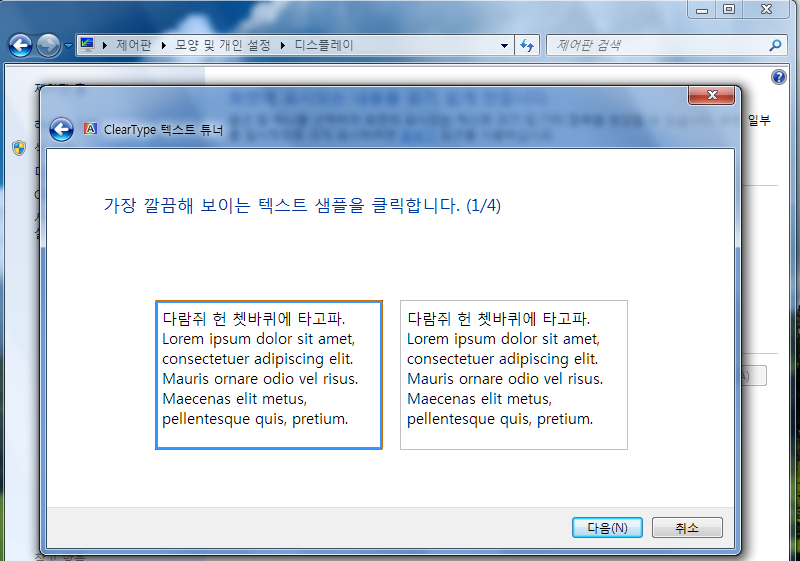 제어판 ▸ 모양 및 개인 설정 ▸ 디스플레이
제어판 검색
일부
ClearType 텍스트 튜너
가장 깔끔해 보이는 텍스트 샘플을 클릭합니다. (1/4)
다람쥐 헌 쳇바퀴에 타고파.
Lorem ipsum dolor sit amet,
consectetuer adipiscing elit.
Mauris ornare odio vel risus.
Maecenas elit metus,
pellentesque quis, pretium.
다람쥐 헌 쳇바퀴에 타고파.
Lorem ipsum dolor sit amet,
consectetuer adipiscing elit.
Mauris ornare odio vel risus.
Maecenas elit metus,
pellentesque quis, pretium.
다음(N)
취소